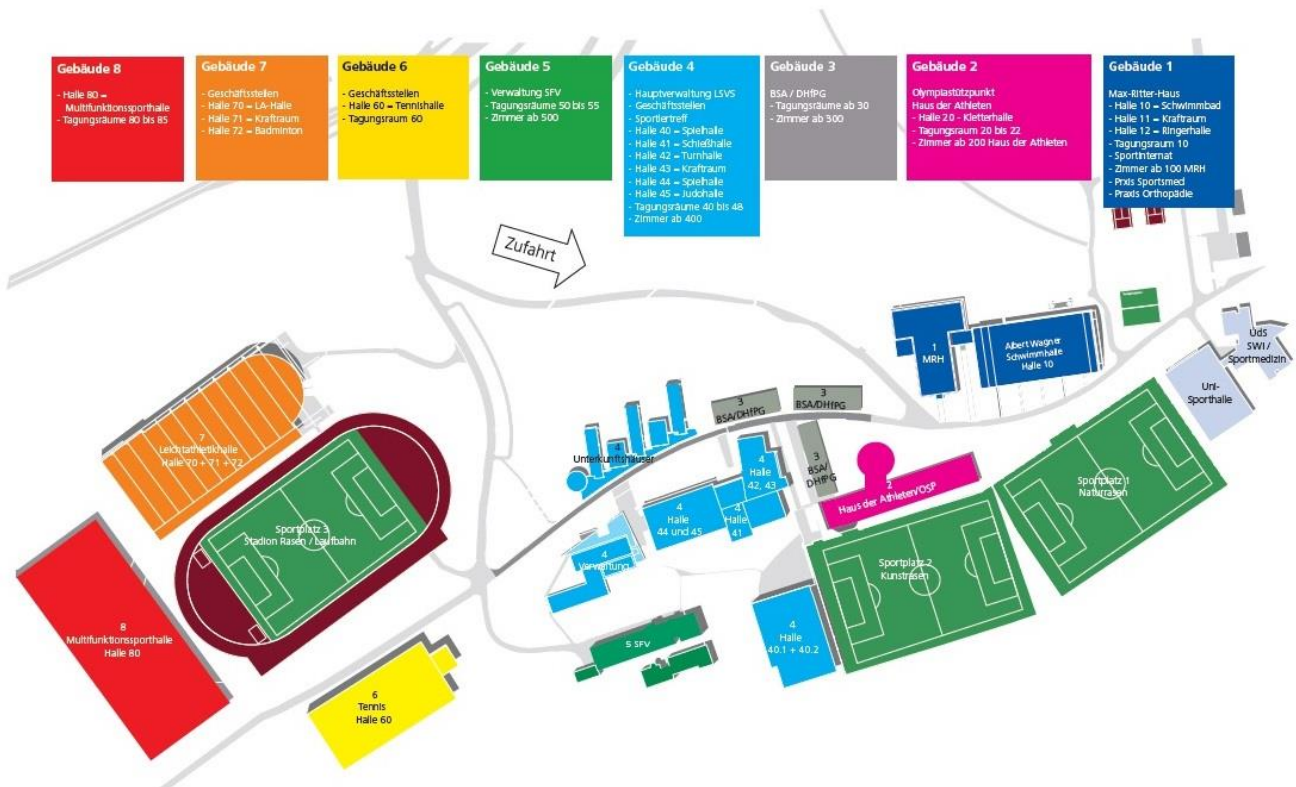 Gebäude 8
- Halle 80 =
Multifunktionssporthalle
- Tagungsräume 80 bis 85
Gebäude 7
- Geschäftsstellen
- Halle 70 = LA-Halle
- Halle 71 = Kraftraum
- Halle 72 = Badminton
Gebäude 6
- Geschäftsstellen
- Halle 60 = Tennishalle
- Tagungsraum 60
Gebäude 5
- Verwaltung SFV
- Tagungsräume 50 bis 55
- Zimmer ab 500
Gebäude 4
- Hauptverwaltung LSVS
- Geschäftsstellen
- Sportlertreff
- Halle 40 = Spielhalle
- Halle 41 = Schießhalle
- Halle 42 = Turnhalle
- Halle 43 = Kraftraum
- Halle 44 = Spielhalle
- Halle 45 = Judohalle
- Tagungsräume 40 bis 48
- Zimmer ab 400
Gebäude 3
BSA / DHfPG
- Tagungsräume ab 30
- Zimmer ab 300
Gebäude 2
Olympiastützpunkt
Haus der Athleten
- Halle 20 - Kletterhalle
- Tagungsraum 20 bis 22
- Zimmer ab 200 Haus der Athleten
Gebäude 1
Max-Ritter-Haus
- Halle 10 = Schwimmbad
- Halle 11 = Kraftraum
- Halle 12 = Ringerhalle
- Tagungsraum 10
- Sportinternat
- Zimmer ab 100 MRH
- Prxis Sportsmed
- Praxis Orthopädie
Zufahrt
1
MRH
Albert Wagner
Schwimmhalle
Halle 10
UdS
SWI /
Sportmedizin
Uni-
Sporthalle
3
BSA/DHfPG
3
BSA/DHfPG
3
BSA/
DHfPG
4
Unterkunftshäuser
4
Halle
42, 43
4
Halle
41
4
Halle
44 und 45
4
Verwaltung
2
Haus der Athleten/OSP
Sportplatz 1
Naturrasen
Sportplatz 2
Kunstrasen
4
Halle
40.1 + 40.2
5 SFV
7
Leichtathletikhalle
Halle 70 + 71 + 72
Sportplatz 3
Stadion Rasen / Laufbahn
8
Multifunktionssporthalle
Halle 80
6
Tennis
Halle 60